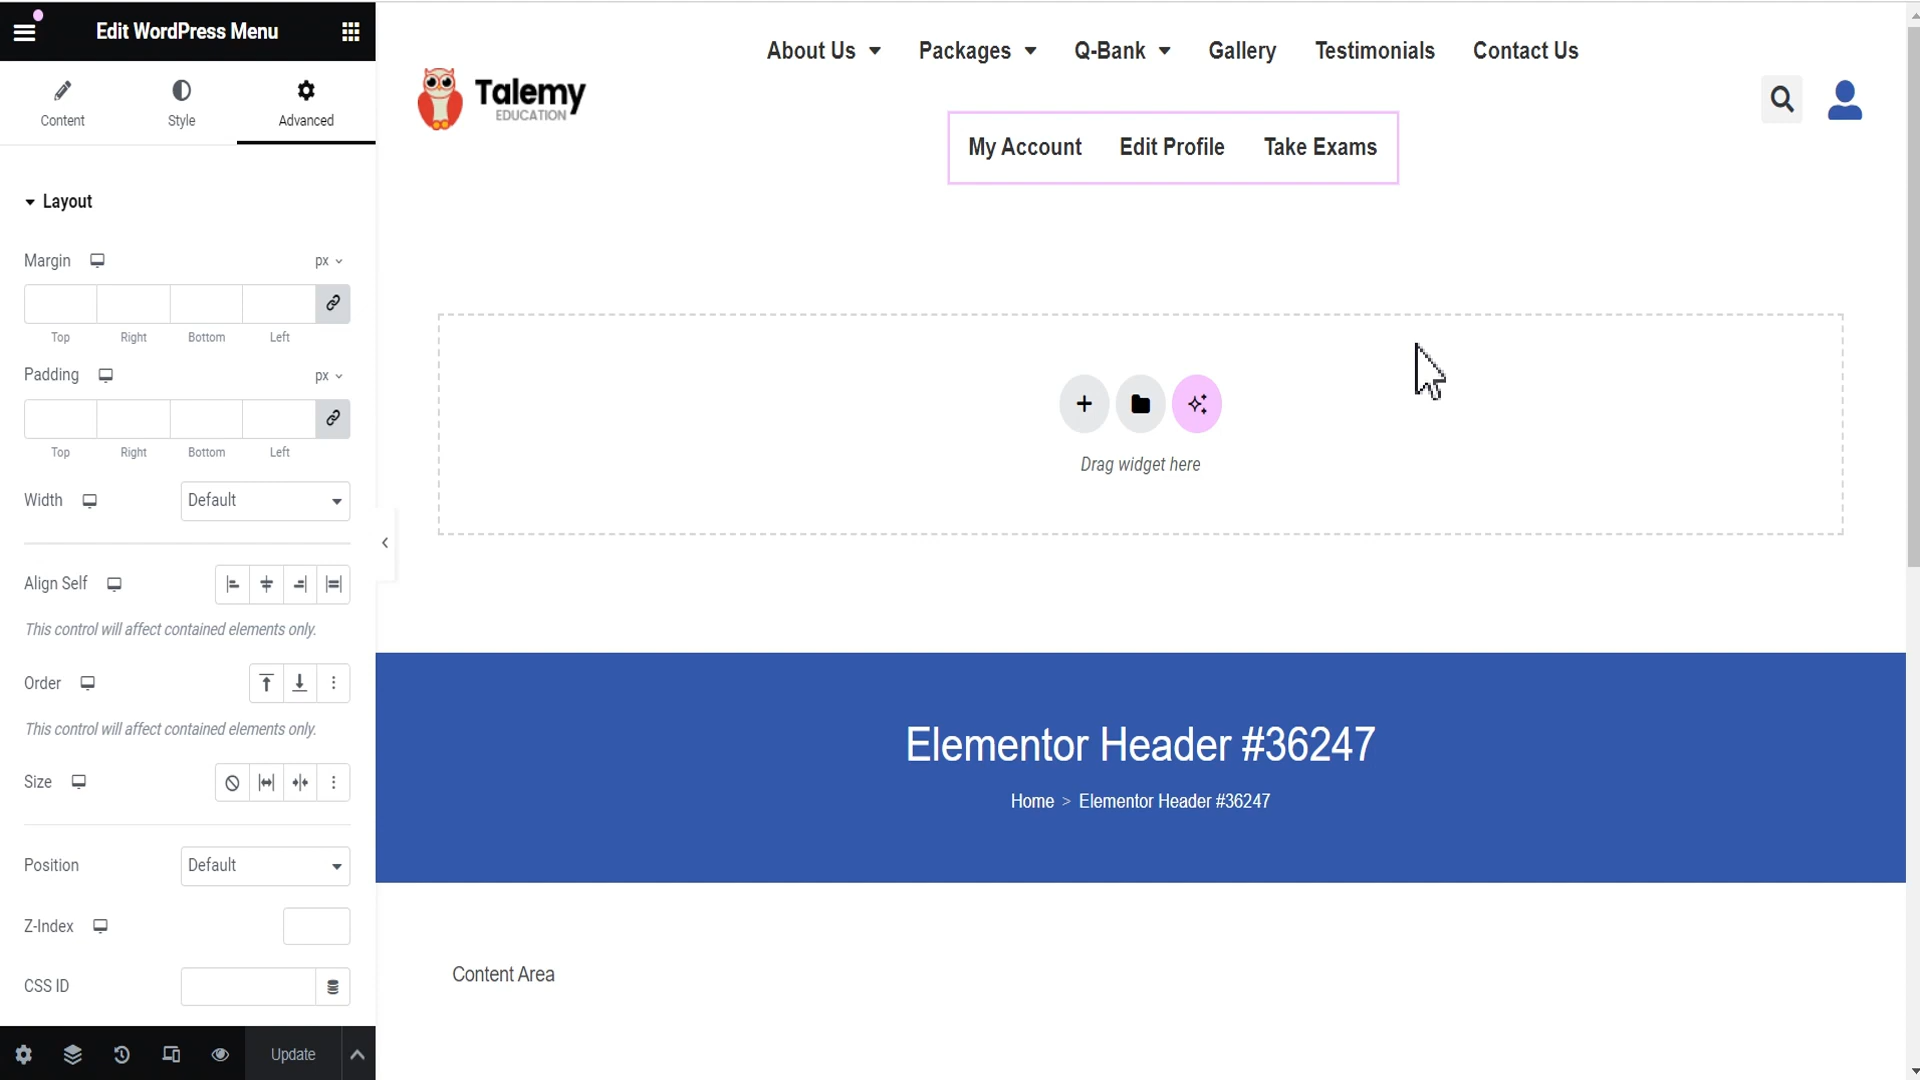 Edit WordPress Menu
Content
Style
Advanced
Layout
Margin
px
Top Right Bottom Left
Padding
px
Top Right Bottom Left
Width
Default
Align Self
This control will affect contained elements only.
Order
This control will affect contained elements only.
Size
Position
Default
Z-Index
CSS ID
Update
Talemy
EDUCATION
About Us Packages Q-Bank Gallery Testimonials Contact Us
My Account Edit Profile Take Exams
Drag widget here
Elementor Header #36247
Home > Elementor Header #36247
Content Area